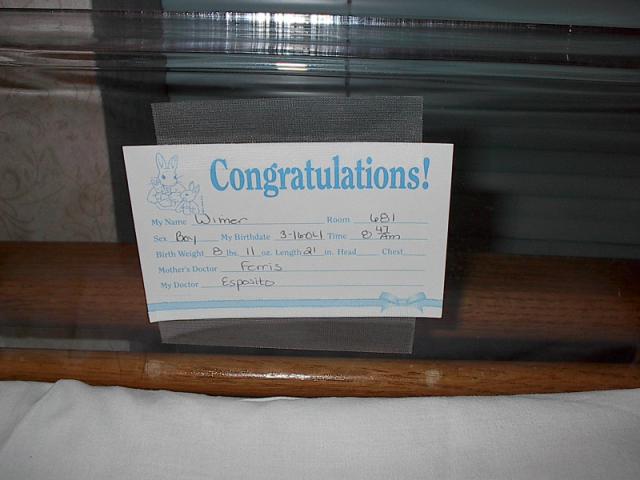 Congratulations!
My Name Wimer Room 681
Sex Boy My Birthdate 3-16-04 Time 8 47 Am
Birth Weight 8 lbs. 11 oz. Length 21 in. Head Chest
Mother's Doctor Ferris
My Doctor Esposito